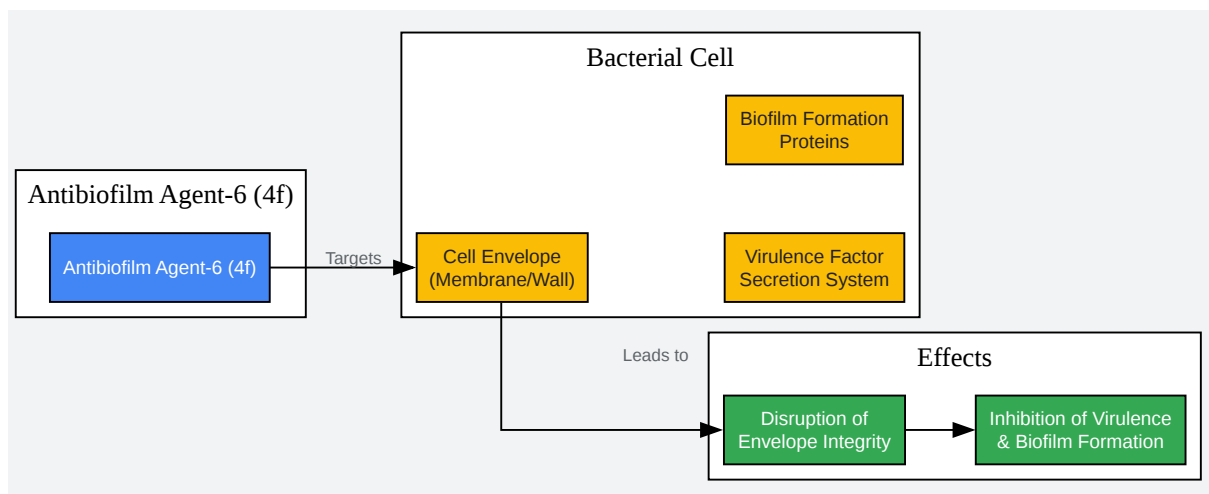 Bacterial Cell
Biofilm Formation
Proteins
Antibiofilm Agent-6 (4f)
Antibiofilm Agent-6 (4f)
Targets
Cell Envelope
(Membrane/Wall)
Virulence Factor
Secretion System
Leads to
Effects
Disruption of
Envelope Integrity
Inhibition of Virulence
& Biofilm Formation